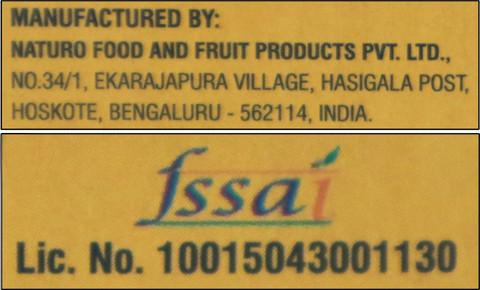 MANUFACTURED BY:
NATURO FOOD AND FRUIT PRODUCTS PVT. LTD.,
NO.34/1, EKARAJAPURA VILLAGE, HASIGALA POST,
HOSKOTE, BENGALURU - 562114, INDIA.
fssai
Lic. No. 10015043001130